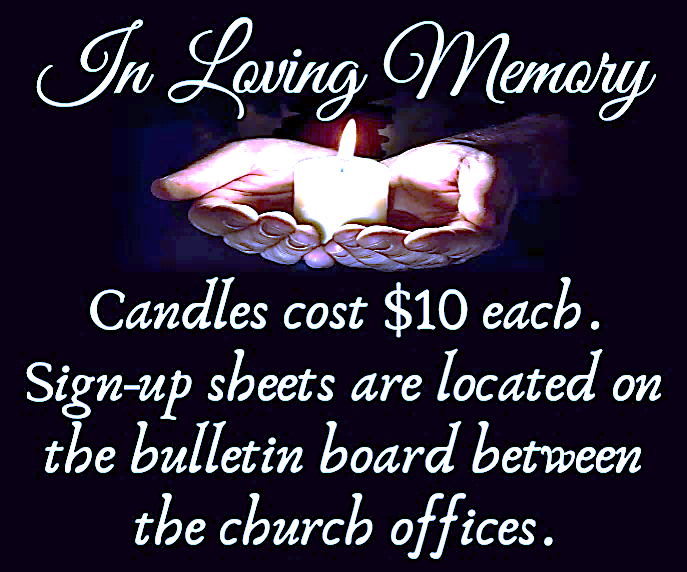 In Loving Memory
Candles cost $10 each.
Sign-up sheets are located on
the bulletin board between
the church offices.